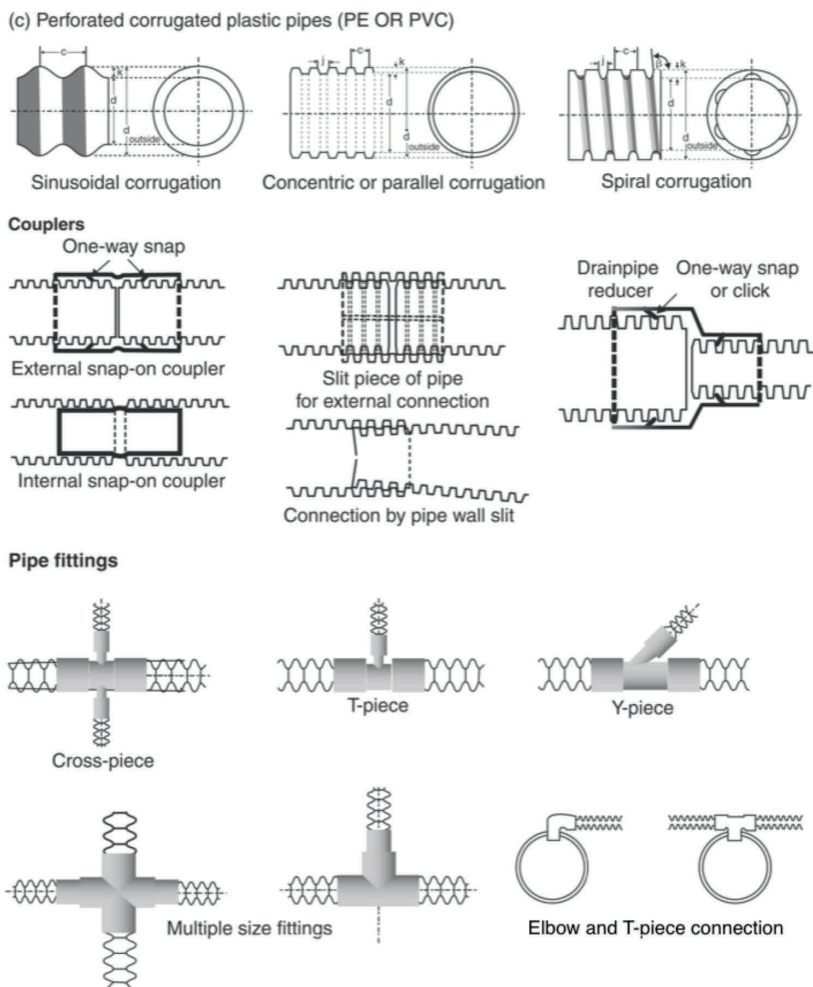 (c) Perforated corrugated plastic pipes (PE OR PVC)
c
k
d
d
outside
j
c
k
d
d
outside
j
c
β
k
d
d
outside
Sinusoidal corrugation
Concentric or parallel corrugation
Spiral corrugation
Couplers
One-way snap
External snap-on coupler
Internal snap-on coupler
Slit piece of pipe
for external connection
Connection by pipe wall slit
Drainpipe
reducer
One-way snap
or click
Pipe fittings
Cross-piece
T-piece
Y-piece
Multiple size fittings
Elbow and T-piece connection